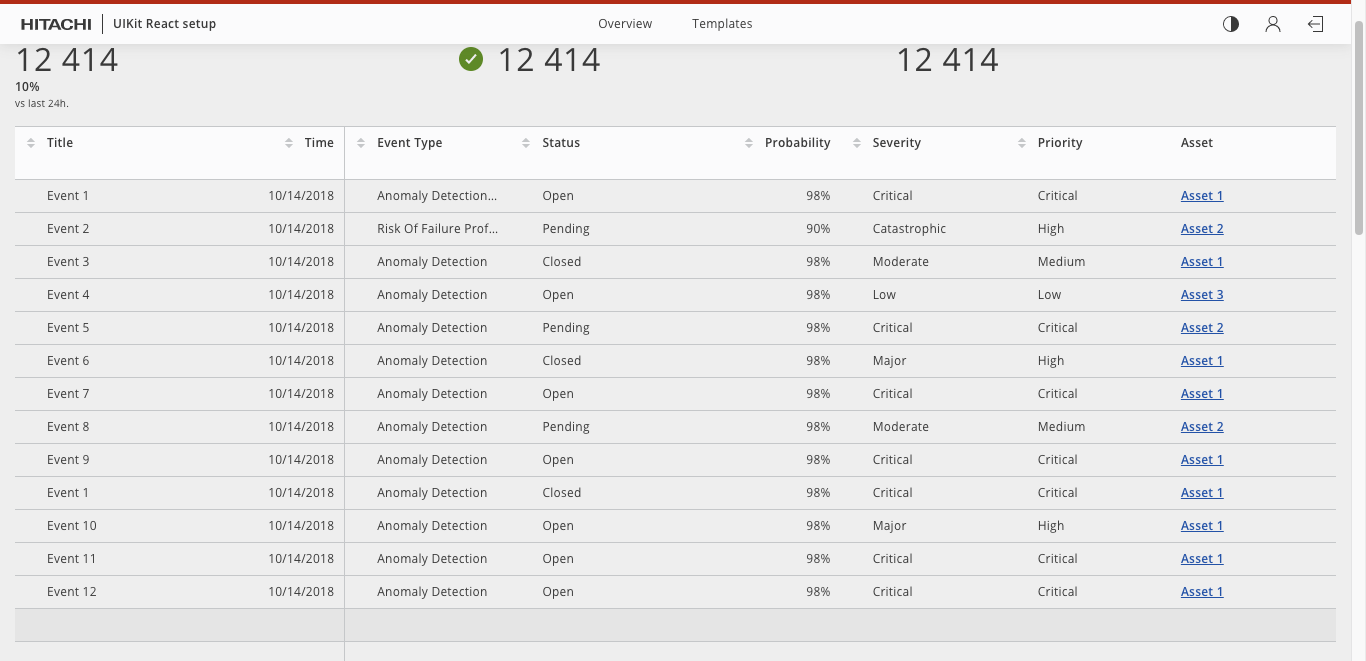 HITACHI UIKit React setup Overview Templates
12 414 12 414 12 414
10%
vs last 24h.
Title Time Event Type Status Probability Severity Priority Asset
Event 1 10/14/2018 Anomaly Detection... Open 98% Critical Critical Asset 1
Event 2 10/14/2018 Risk Of Failure Prof... Pending 90% Catastrophic High Asset 2
Event 3 10/14/2018 Anomaly Detection Closed 98% Moderate Medium Asset 1
Event 4 10/14/2018 Anomaly Detection Open 98% Low Low Asset 3
Event 5 10/14/2018 Anomaly Detection Pending 98% Critical Critical Asset 2
Event 6 10/14/2018 Anomaly Detection Closed 98% Major High Asset 1
Event 7 10/14/2018 Anomaly Detection Open 98% Critical Critical Asset 1
Event 8 10/14/2018 Anomaly Detection Pending 98% Moderate Medium Asset 2
Event 9 10/14/2018 Anomaly Detection Open 98% Critical Critical Asset 1
Event 1 10/14/2018 Anomaly Detection Closed 98% Critical Critical Asset 1
Event 10 10/14/2018 Anomaly Detection Open 98% Major High Asset 1
Event 11 10/14/2018 Anomaly Detection Open 98% Critical Critical Asset 1
Event 12 10/14/2018 Anomaly Detection Open 98% Critical Critical Asset 1